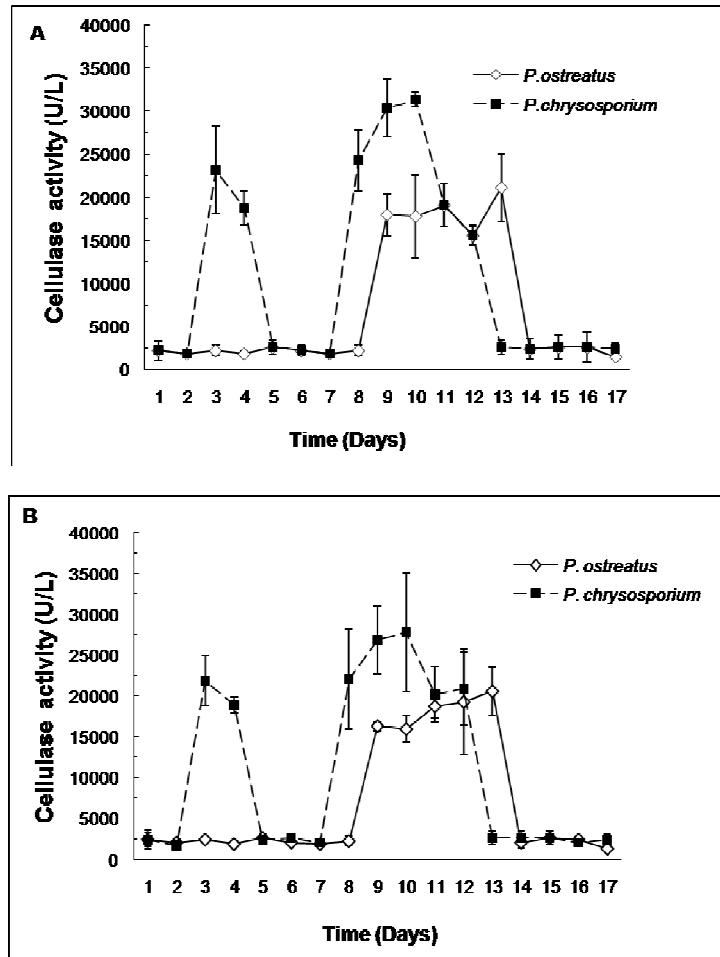 A
40000
35000
30000
25000
20000
15000
10000
5000
0
Cellulase activity (U/L)
P.ostreatus
P.chrysosporium
1 2 3 4 5 6 7 8 9 10 11 12 13 14 15 16 17
Time (Days)
B
40000
35000
30000
25000
20000
15000
10000
5000
0
Cellulase activity (U/L)
P. ostreatus
P. chrysosporium
1 2 3 4 5 6 7 8 9 10 11 12 13 14 15 16 17
Time (Days)